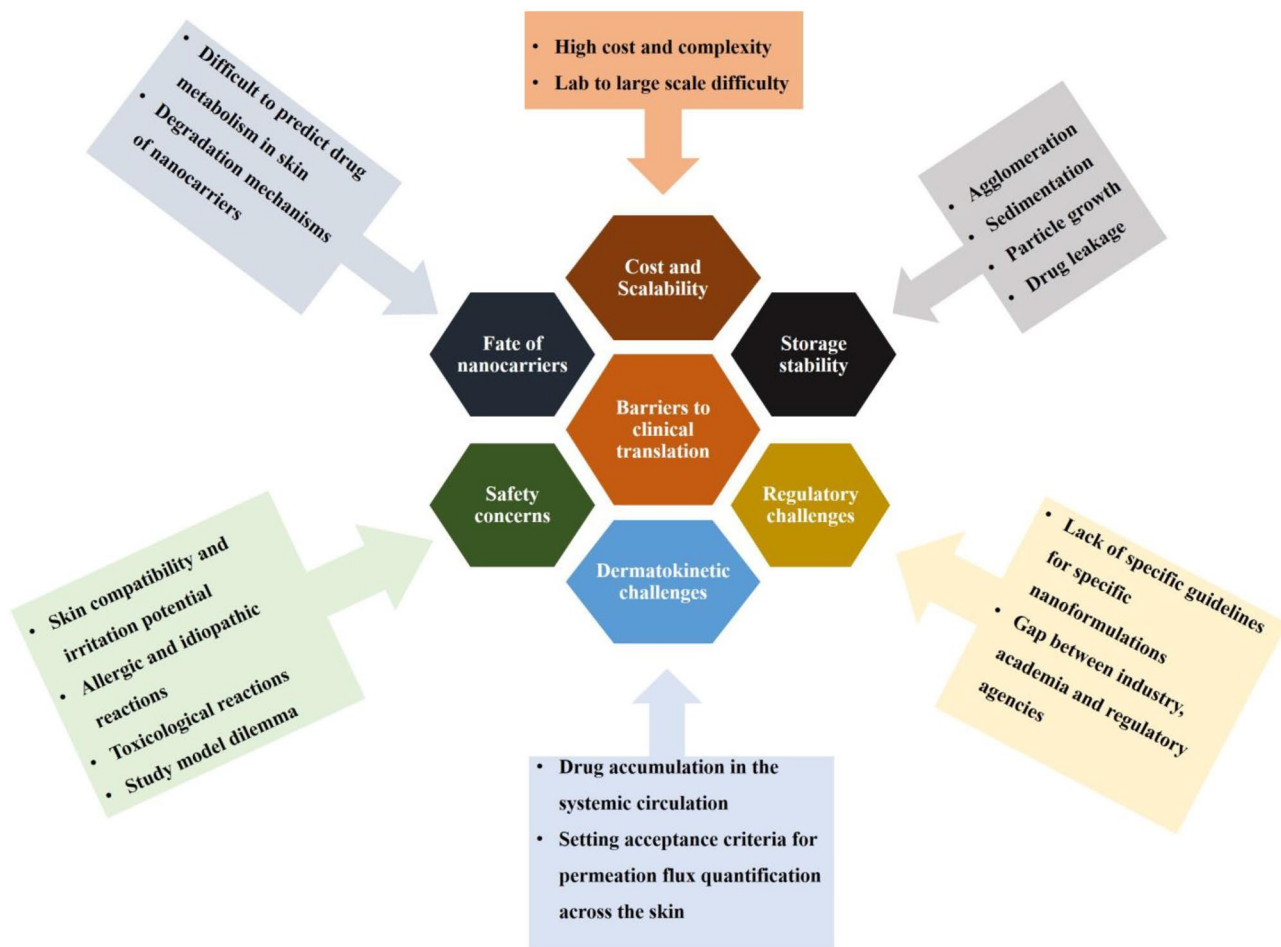 • High cost and complexity
• Lab to large scale difficulty
• Difficult to predict drug
metabolism in skin
• Degradation mechanisms
of nanocarriers
• Agglomeration
• Sedimentation
• Particle growth
• Drug leakage
Cost and
Scalability
Fate of
nanocarriers
Storage
stability
Barriers to
clinical
translation
Safety
concerns
Regulatory
challenges
Dermatokinetic
challenges
• Skin compatibility and
irritation potential
• Allergic and idiopathic
reactions
• Toxicological reactions
• Study model dilemma
• Lack of specific guidelines
for specific
nanoformulations
• Gap between industry,
academia and regulatory
agencies
• Drug accumulation in the
systemic circulation
• Setting acceptance criteria for
permeation flux quantification
across the skin